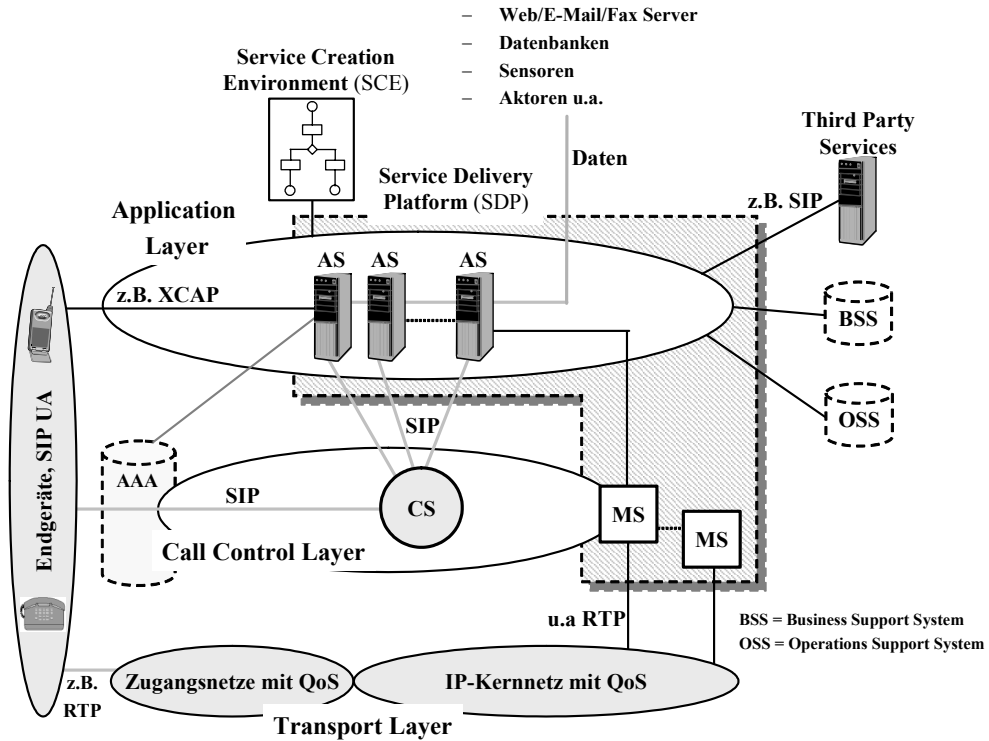 – Web/E-Mail/Fax Server
– Datenbanken
– Sensoren
– Aktoren u.a.
Service Creation
Environment (SCE)
Third Party
Services
Daten
Service Delivery
Platform (SDP)
z.B. SIP
Application
Layer
AS
AS
AS
z.B. XCAP
BSS
OSS
SIP
Endgeräte, SIP UA
AAA
SIP
CS
MS
MS
Call Control Layer
u.a RTP
BSS = Business Support System
OSS = Operations Support System
z.B.
RTP
Zugangsnetze mit QoS
IP-Kernnetz mit QoS
Transport Layer